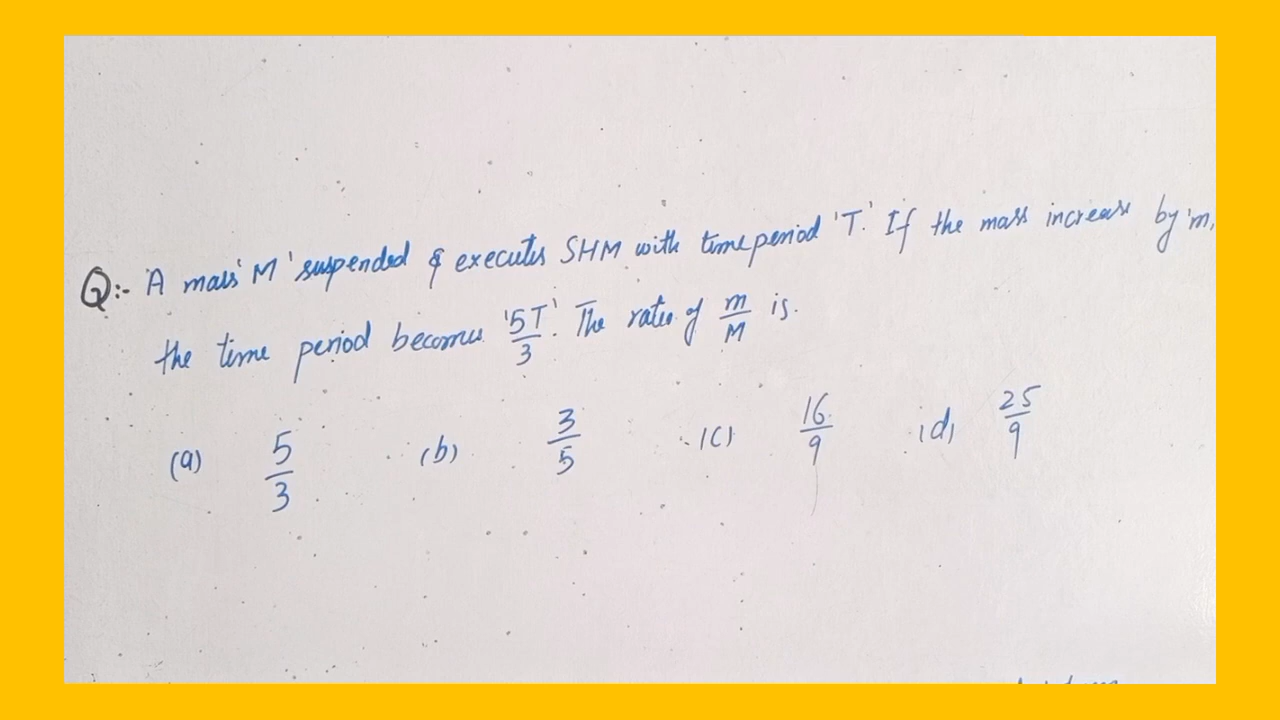 Q:- A mass 'M' suspended & executes SHM with time period 'T'. If the mass increase by 'm,
the time period becomes '5T/3'. The ratio of m/M is.
(a) 5/3 (b) 3/5 (c) 16/9 (d) 25/9